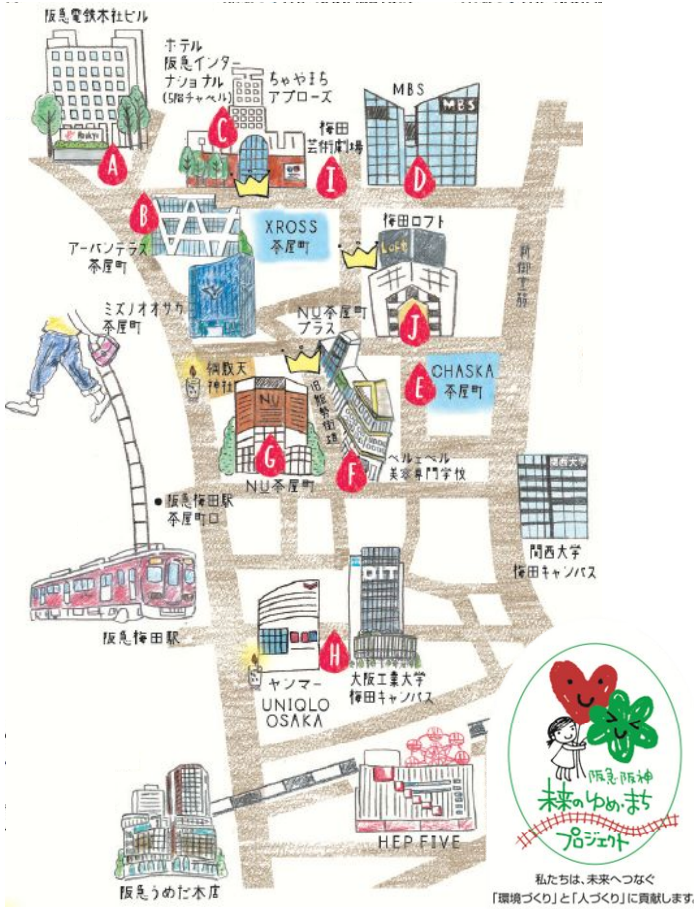 阪急電鉄本社ビル
ホテル
阪急インター
ナショナル
(5階チャペル)
ちゃやまち
アプローズ
MBS
MBS
梅田
芸術劇場
A
C
I
D
B
アーバンテラス
茶屋町
XROSS
茶屋町
梅田ロフト
Loft
新御堂筋
ミズノオオサカ
茶屋町
NU茶屋町
プラス
J
綱敷天
神社
旧能勢街道
E
CHASKA
茶屋町
NU
G
F
NU茶屋町
ベルェベル
美容専門学校
関西大学
阪急梅田駅
茶屋町口
関西大学
梅田キャンパス
OIT
阪急梅田駅
H
ヤンマー
UNIQLO
OSAKA
大阪工業大学
梅田キャンパス
HEP FIVE
阪急うめだ本店
阪急阪神
未来のゆめ・まち
プロジェクト
私たちは、未来へつなぐ
「環境づくり」と「人づくり」に貢献します。